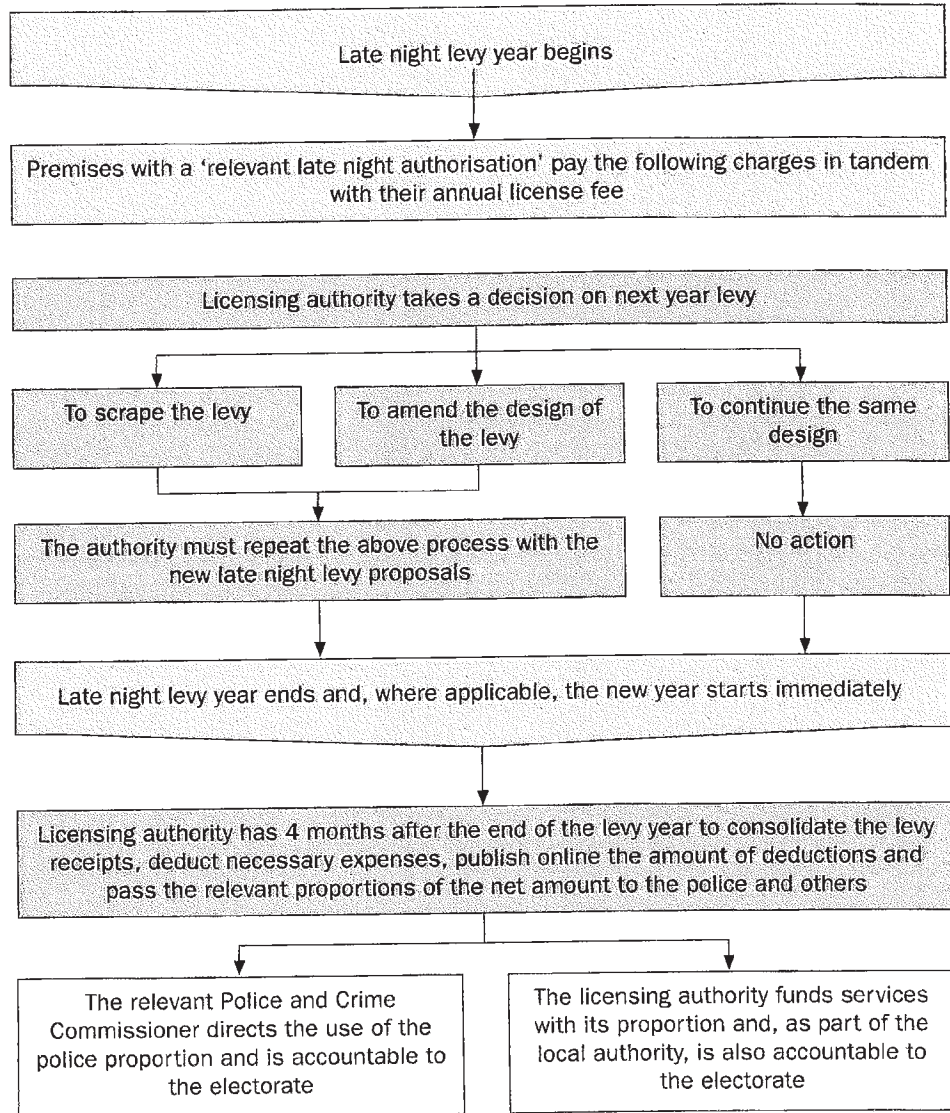 Late night levy year begins
Premises with a ‘relevant late night authorisation’ pay the following charges in tandem
with their annual license fee
Licensing authority takes a decision on next year levy
To scrape the levy
To amend the design of
the levy
To continue the same
design
The authority must repeat the above process with the
new late night levy proposals
No action
Late night levy year ends and, where applicable, the new year starts immediately
Licensing authority has 4 months after the end of the levy year to consolidate the levy
receipts, deduct necessary expenses, publish online the amount of deductions and
pass the relevant proportions of the net amount to the police and others
The relevant Police and Crime
Commissioner directs the use of the
police proportion and is accountable to
the electorate
The licensing authority funds services
with its proportion and, as part of the
local authority, is also accountable to
the electorate